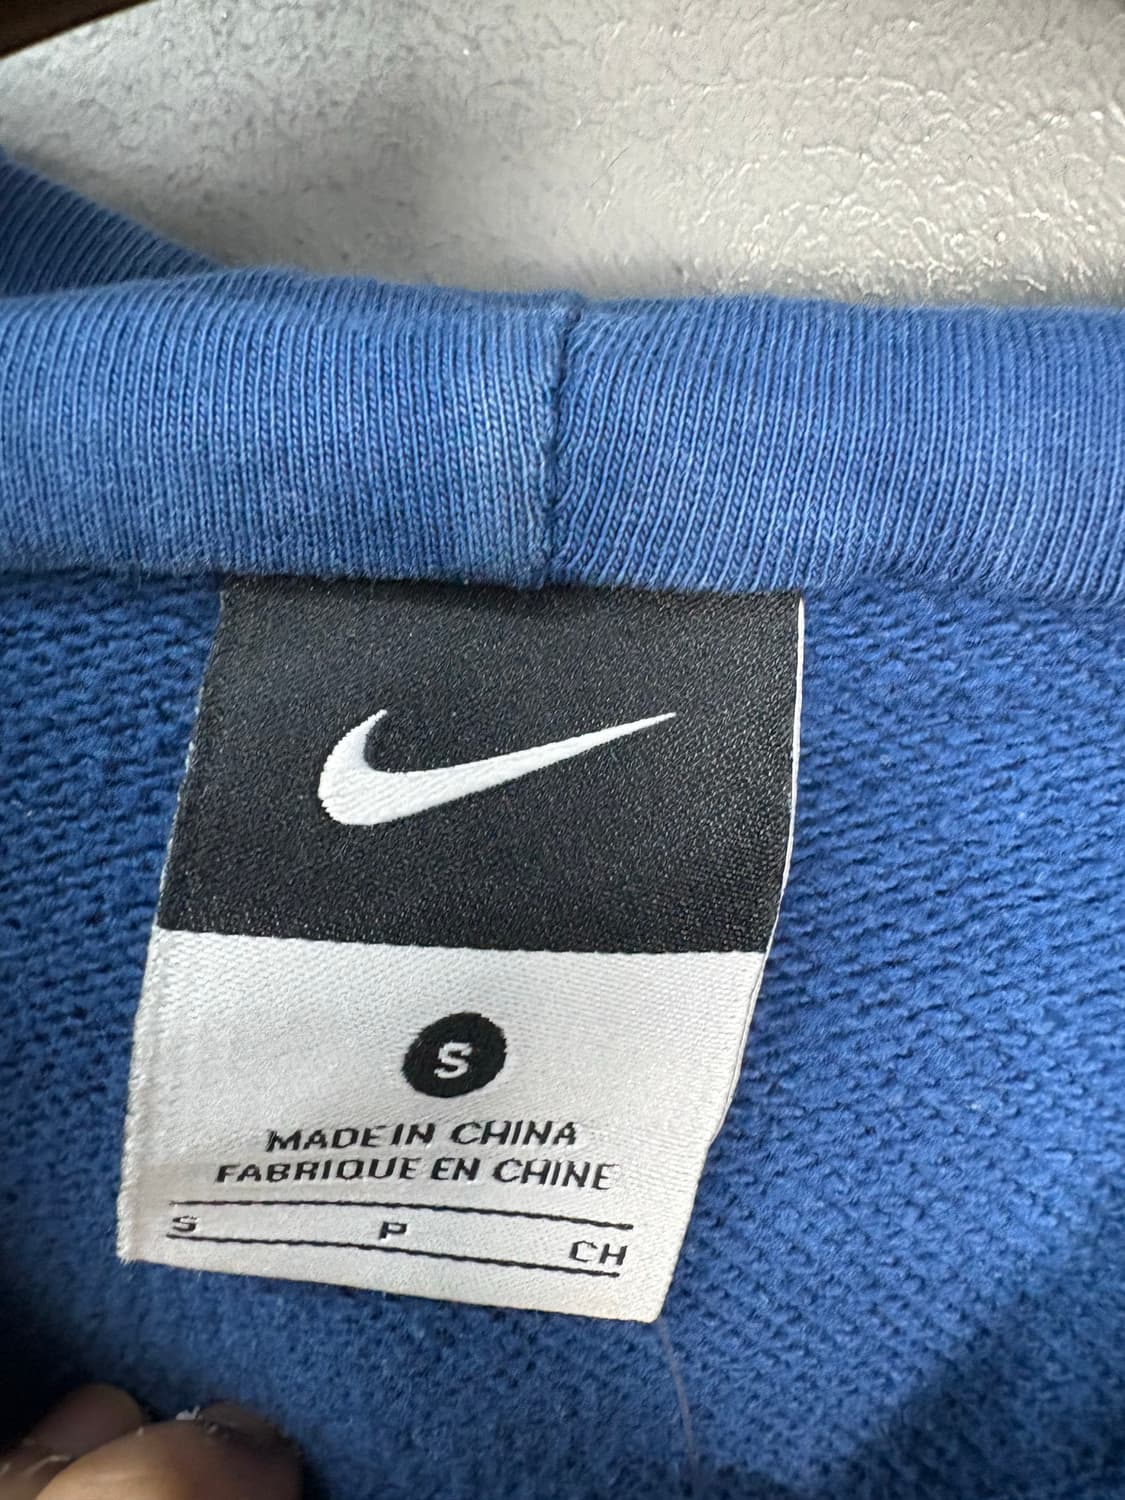 S
MADE IN CHINA
FABRIQUE EN CHINE
S P CH